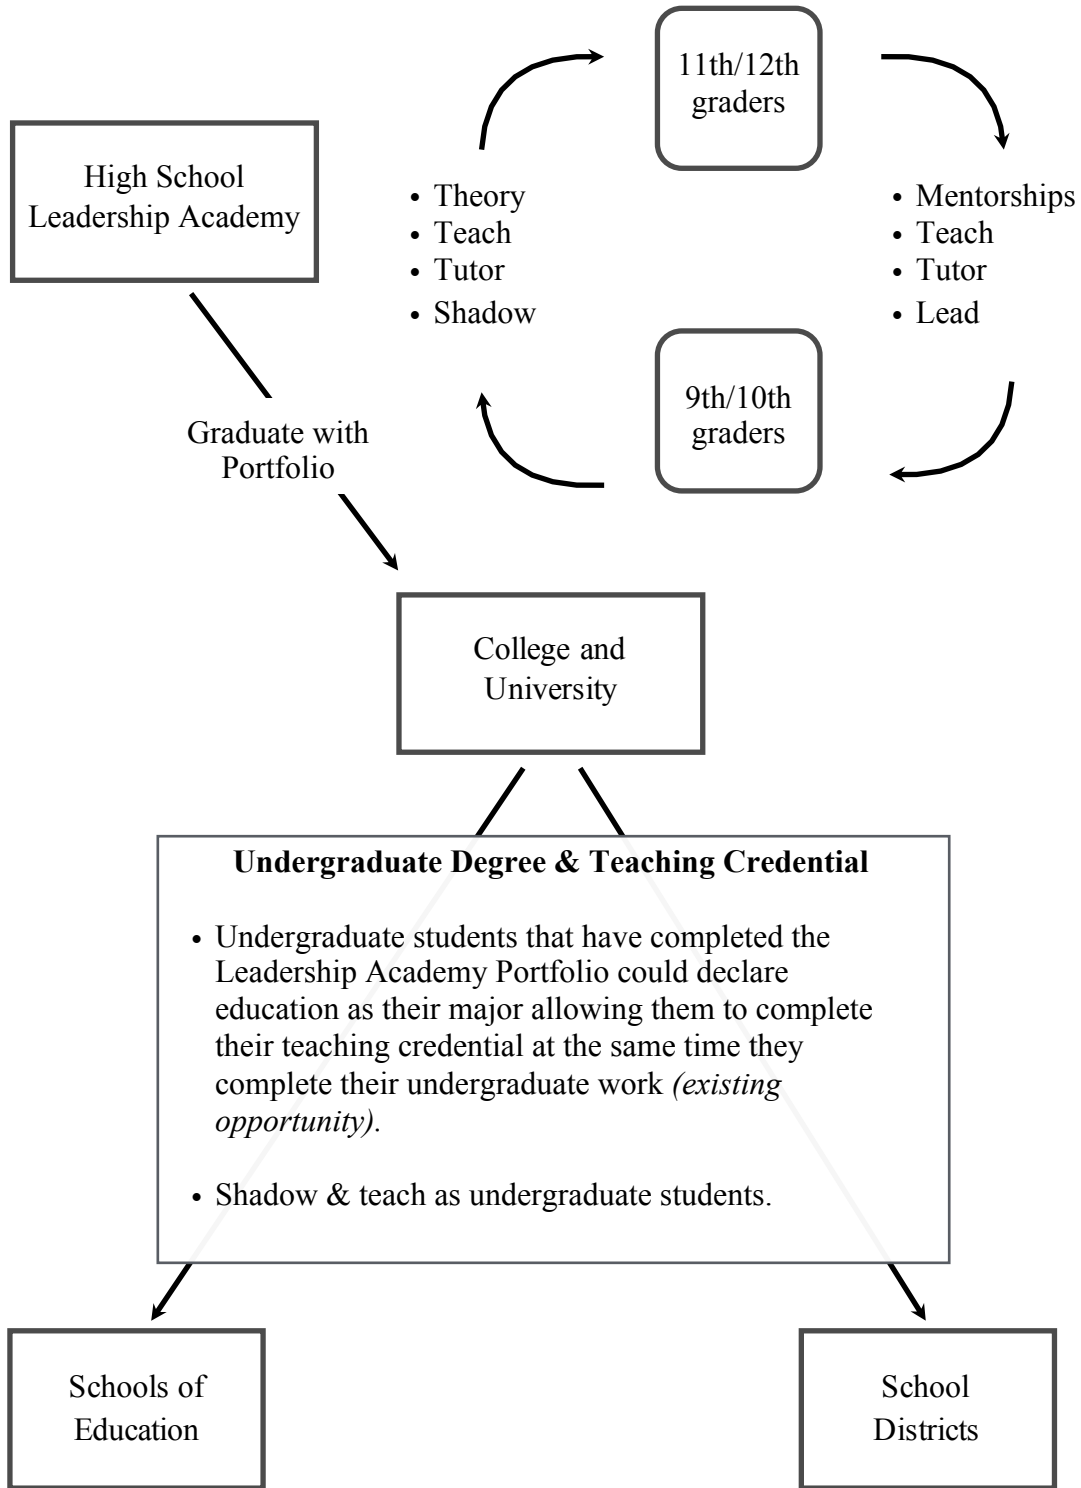 11th/12th
graders
High School
Leadership Academy
• Theory
• Teach
• Tutor
• Shadow
• Mentorships
• Teach
• Tutor
• Lead
9th/10th
graders
Graduate with
Portfolio
College and
University
Undergraduate Degree & Teaching Credential
• Undergraduate students that have completed the
Leadership Academy Portfolio could declare
education as their major allowing them to complete
their teaching credential at the same time they
complete their undergraduate work (existing
opportunity).
• Shadow & teach as undergraduate students.
Schools of
Education
School
Districts